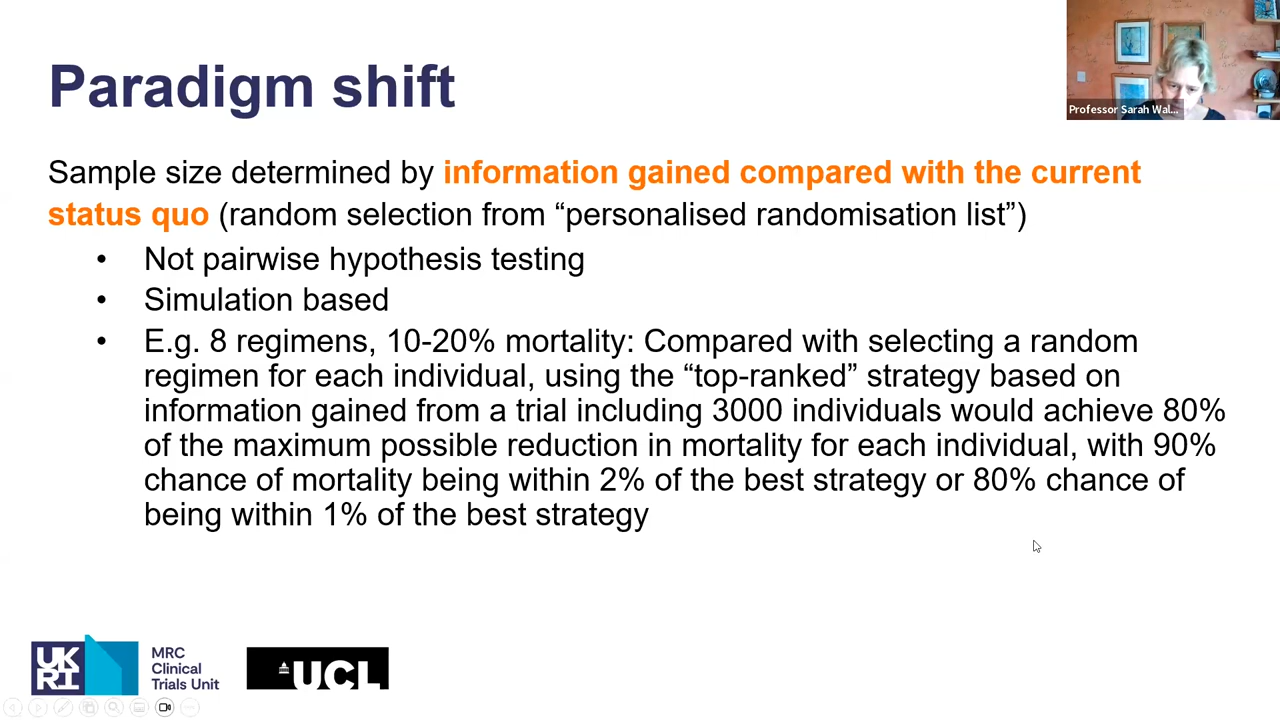 Paradigm shift
Professor Sarah Wal...
Sample size determined by information gained compared with the current
status quo (random selection from “personalised randomisation list”)
• Not pairwise hypothesis testing
• Simulation based
• E.g. 8 regimens, 10-20% mortality: Compared with selecting a random
regimen for each individual, using the “top-ranked” strategy based on
information gained from a trial including 3000 individuals would achieve 80%
of the maximum possible reduction in mortality for each individual, with 90%
chance of mortality being within 2% of the best strategy or 80% chance of
being within 1% of the best strategy
UK
RI
MRC
Clinical
Trials Unit
UCL